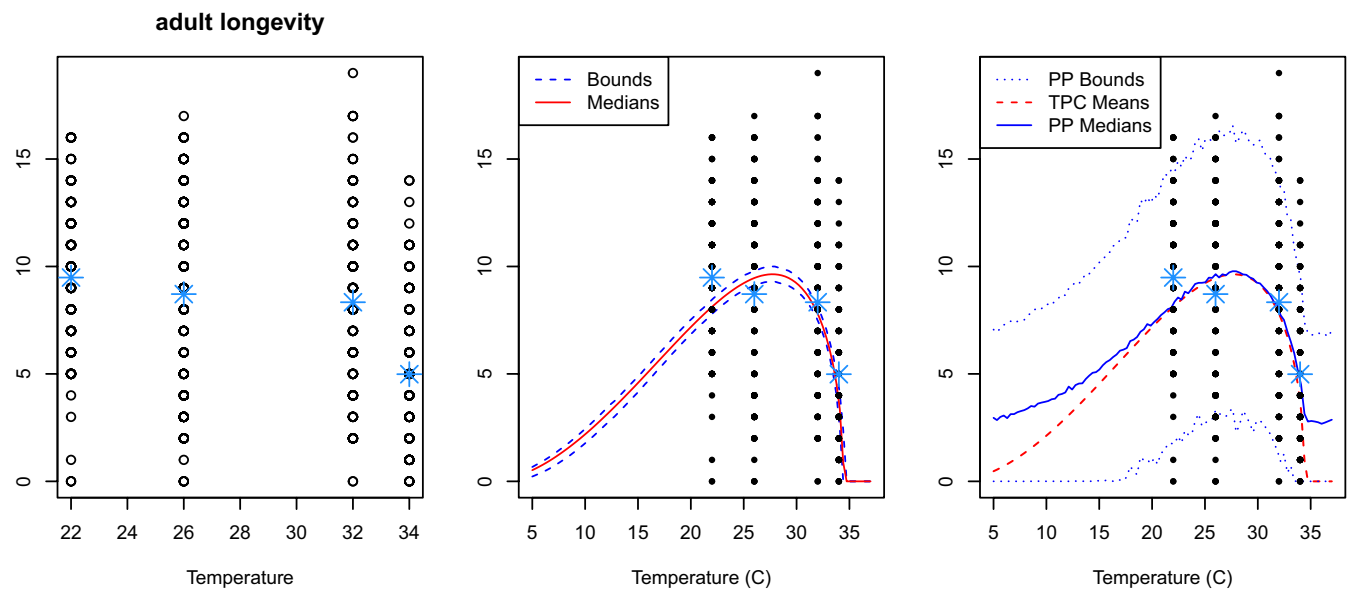 adult longevity
0
5
10
15
22 24 26 28 30 32 34
Temperature
Bounds
Medians
0
5
10
15
5 10 15 20 25 30 35
Temperature (C)
PP Bounds
TPC Means
PP Medians
0
5
10
15
5 10 15 20 25 30 35
Temperature (C)